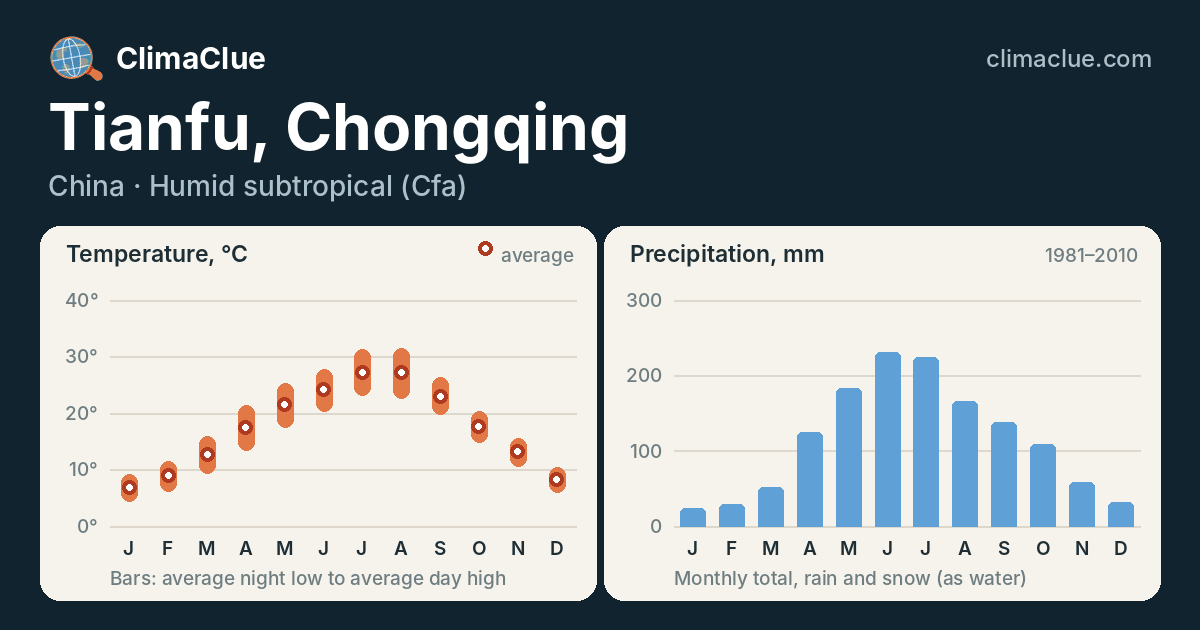 ClimaClue
climaclue.com
Tianfu, Chongqing
China · Humid subtropical (Cfa)
Temperature, °C
average
40°
30°
20°
10°
0°
J F M A M J J A S O N D
Bars: average night low to average day high
Precipitation, mm
1981–2010
300
200
100
0
J F M A M J J A S O N D
Monthly total, rain and snow (as water)